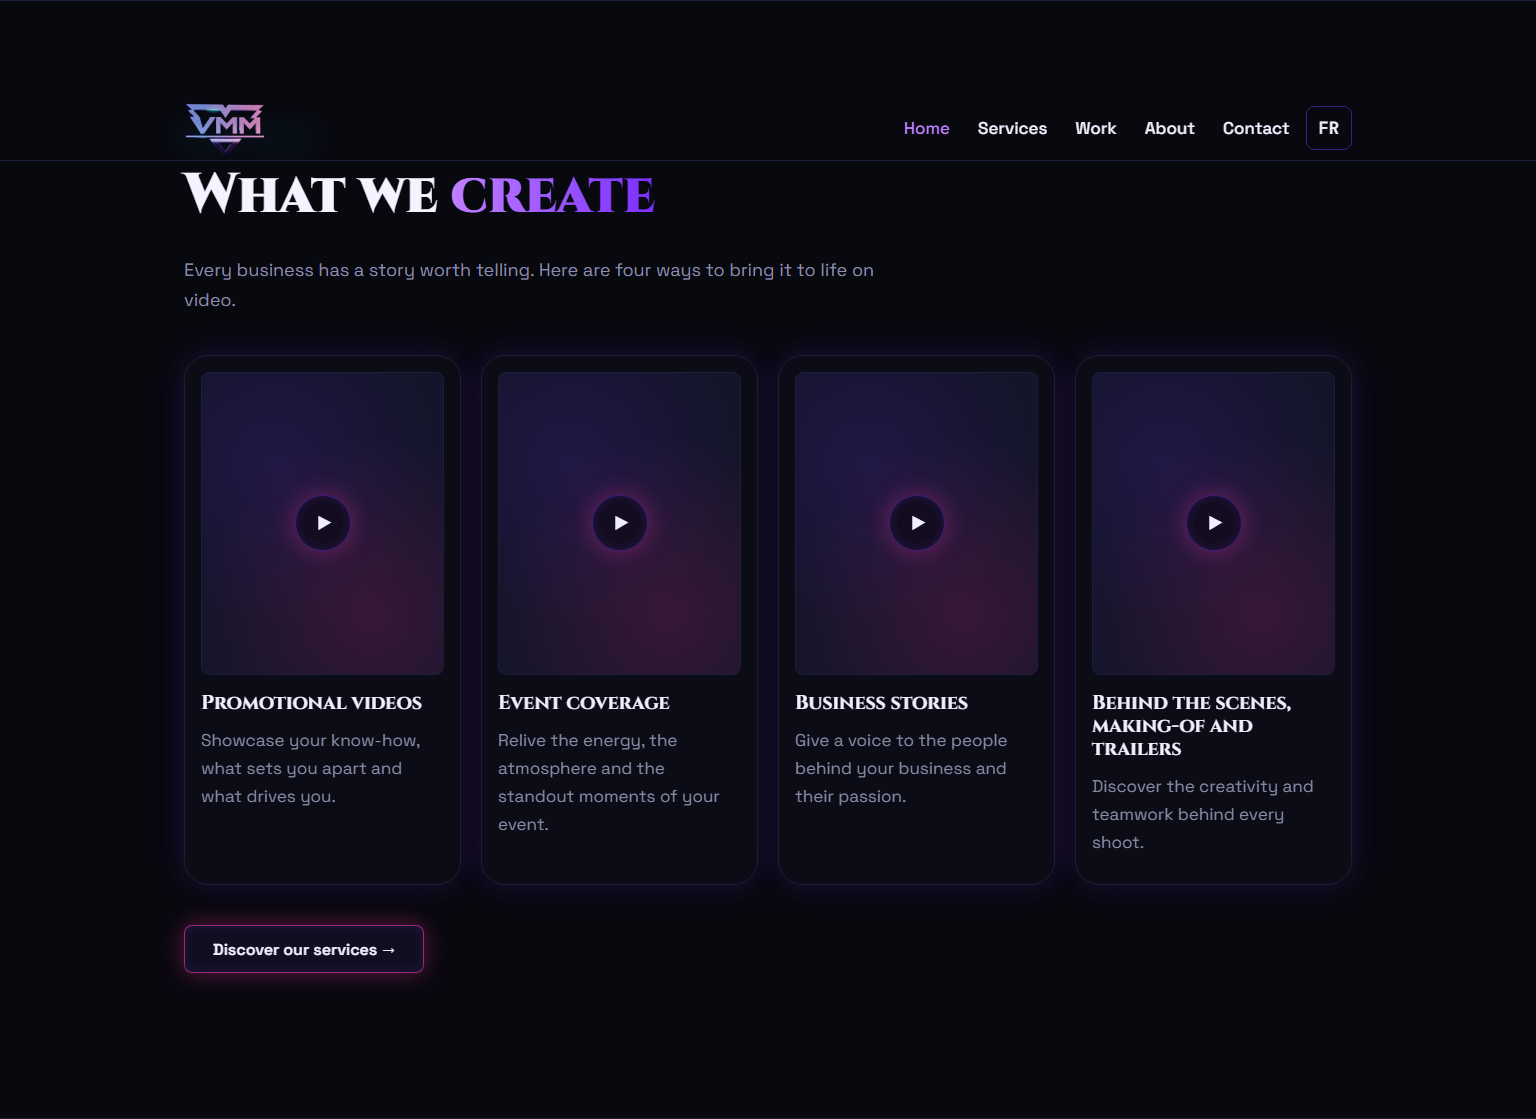 VMM
Home Services Work About Contact FR
What we create
Every business has a story worth telling. Here are four ways to bring it to life on
video.
Promotional videos
Showcase your know-how,
what sets you apart and
what drives you.
Event coverage
Relive the energy, the
atmosphere and the
standout moments of your
event.
Business stories
Give a voice to the people
behind your business and
their passion.
Behind the scenes,
making-of and
trailers
Discover the creativity and
teamwork behind every
shoot.
Discover our services →